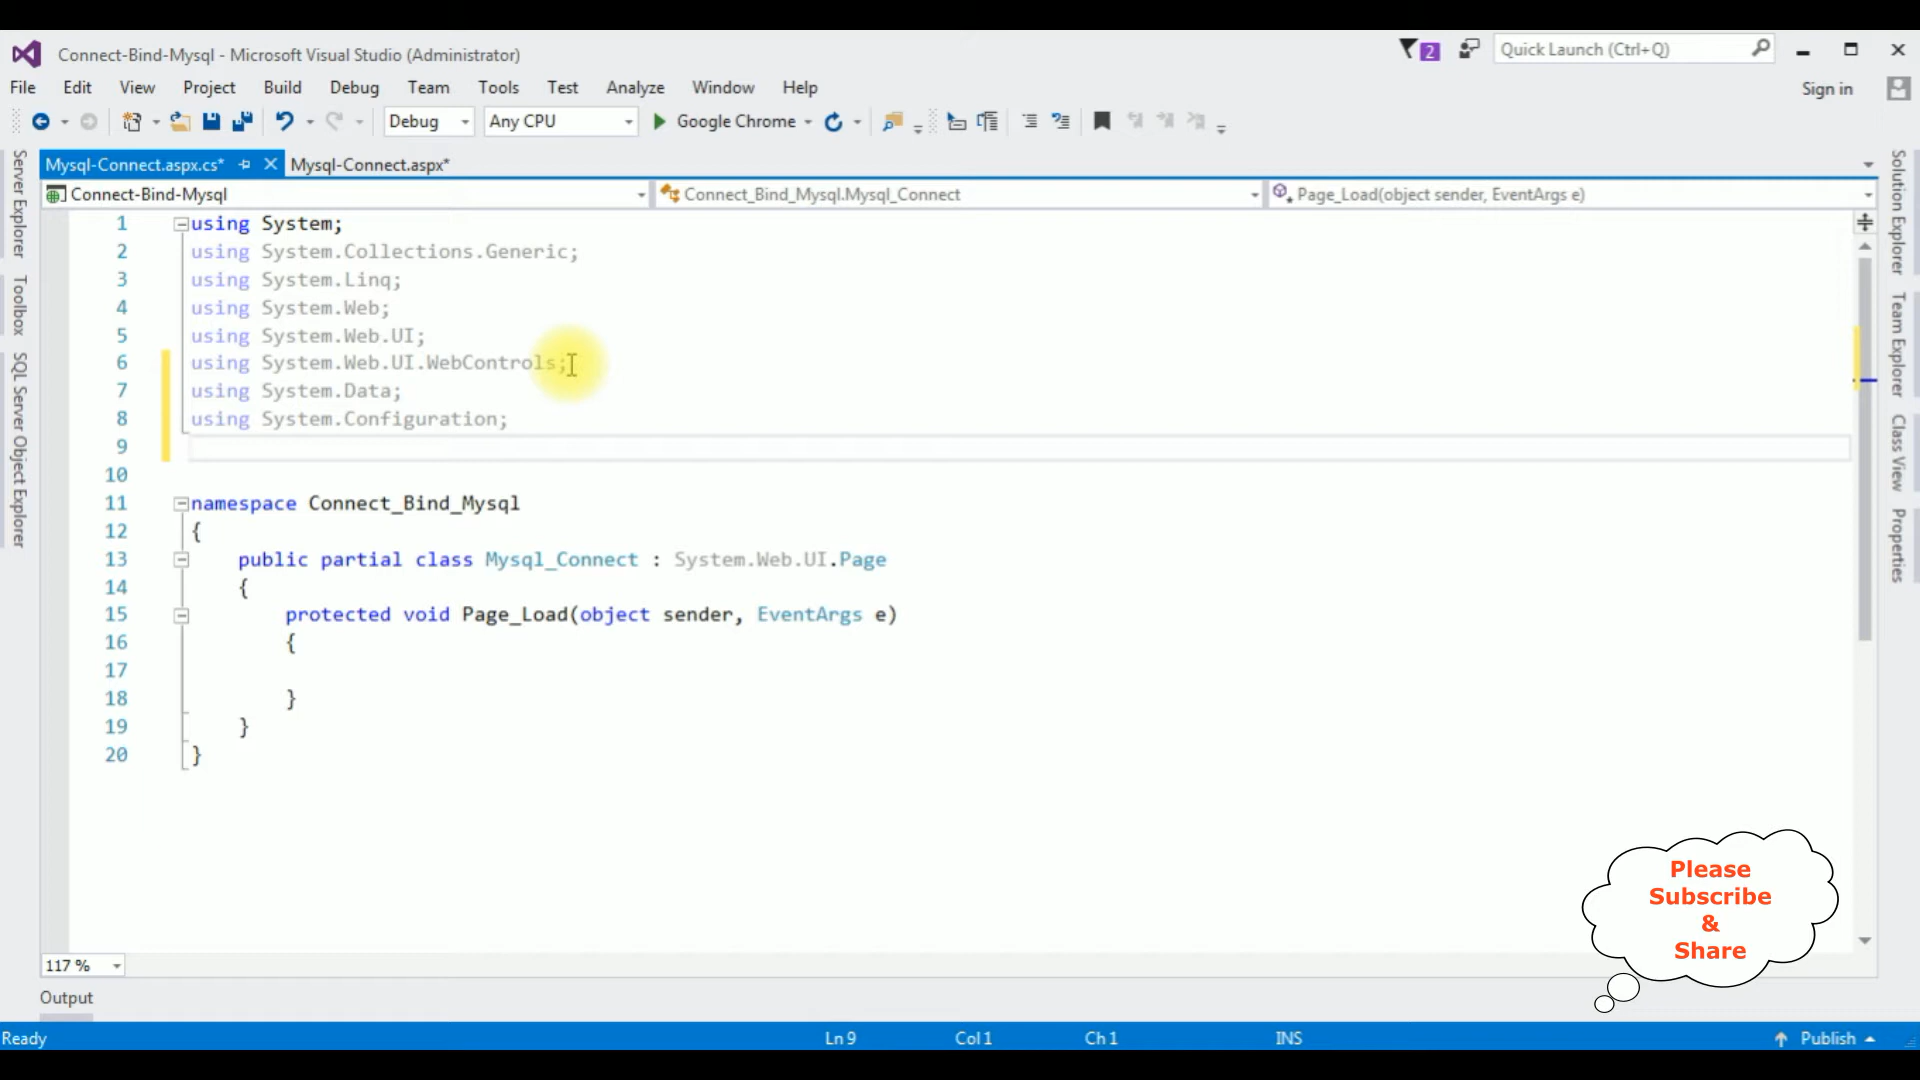 Connect-Bind-Mysql - Microsoft Visual Studio (Administrator)
2
Quick Launch (Ctrl+Q)
File Edit View Project Build Debug Team Tools Test Analyze Window Help
Sign in
Debug
Any CPU
Google Chrome
Mysql-Connect.aspx.cs*
Mysql-Connect.aspx*
Connect-Bind-Mysql
Connect_Bind_Mysql.Mysql_Connect
Page_Load(object sender, EventArgs e)
Server Explorer
Toolbox
SQL Server Object Explorer
1 using System;
2 using System.Collections.Generic;
3 using System.Linq;
4 using System.Web;
5 using System.Web.UI;
6 using System.Web.UI.WebControls;
7 using System.Data;
8 using System.Configuration;
9
10
11 namespace Connect_Bind_Mysql
12 {
13 public partial class Mysql_Connect : System.Web.UI.Page
14 {
15 protected void Page_Load(object sender, EventArgs e)
16 {
17
18 }
19 }
20 }
Solution Explorer
Team Explorer
Class View
Properties
Please
Subscribe
&
Share
117 %
Output
Ready
Ln 9
Col 1
Ch 1
INS
Publish